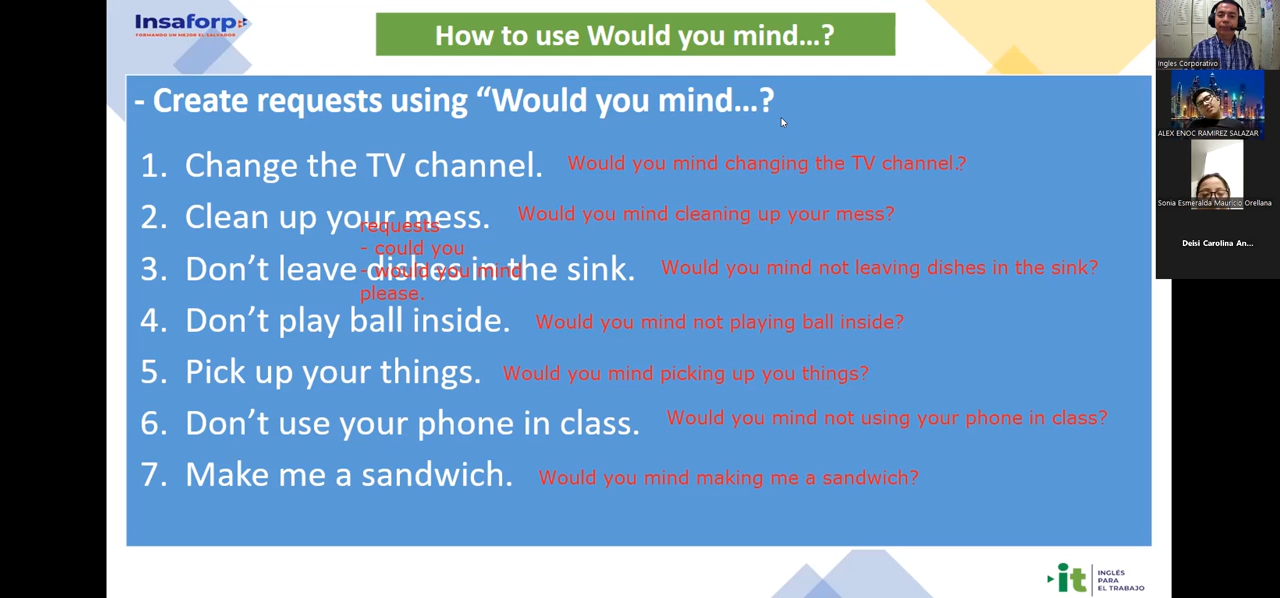 Insaforp
FORMANDO UN MEJOR EL SALVADOR
How to use Would you mind...?
- Create requests using “Would you mind...?
1. Change the TV channel. Would you mind changing the TV channel.?
2. Clean up your mess. Would you mind cleaning up your mess?
requests
- could you
3. Don’t leave dishes in the sink. Would you mind not leaving dishes in the sink?
- would you mind
please.
4. Don’t play ball inside. Would you mind not playing ball inside?
5. Pick up your things. Would you mind picking up you things?
6. Don’t use your phone in class. Would you mind not using your phone in class?
7. Make me a sandwich. Would you mind making me a sandwich?
it
INGLÉS
PARA
EL TRABAJO
Ingles Corporativo
ALEX ENOC RAMIREZ SALAZAR
Sonia Esmeralda Mauricio Orellana
Deisi Carolina An...